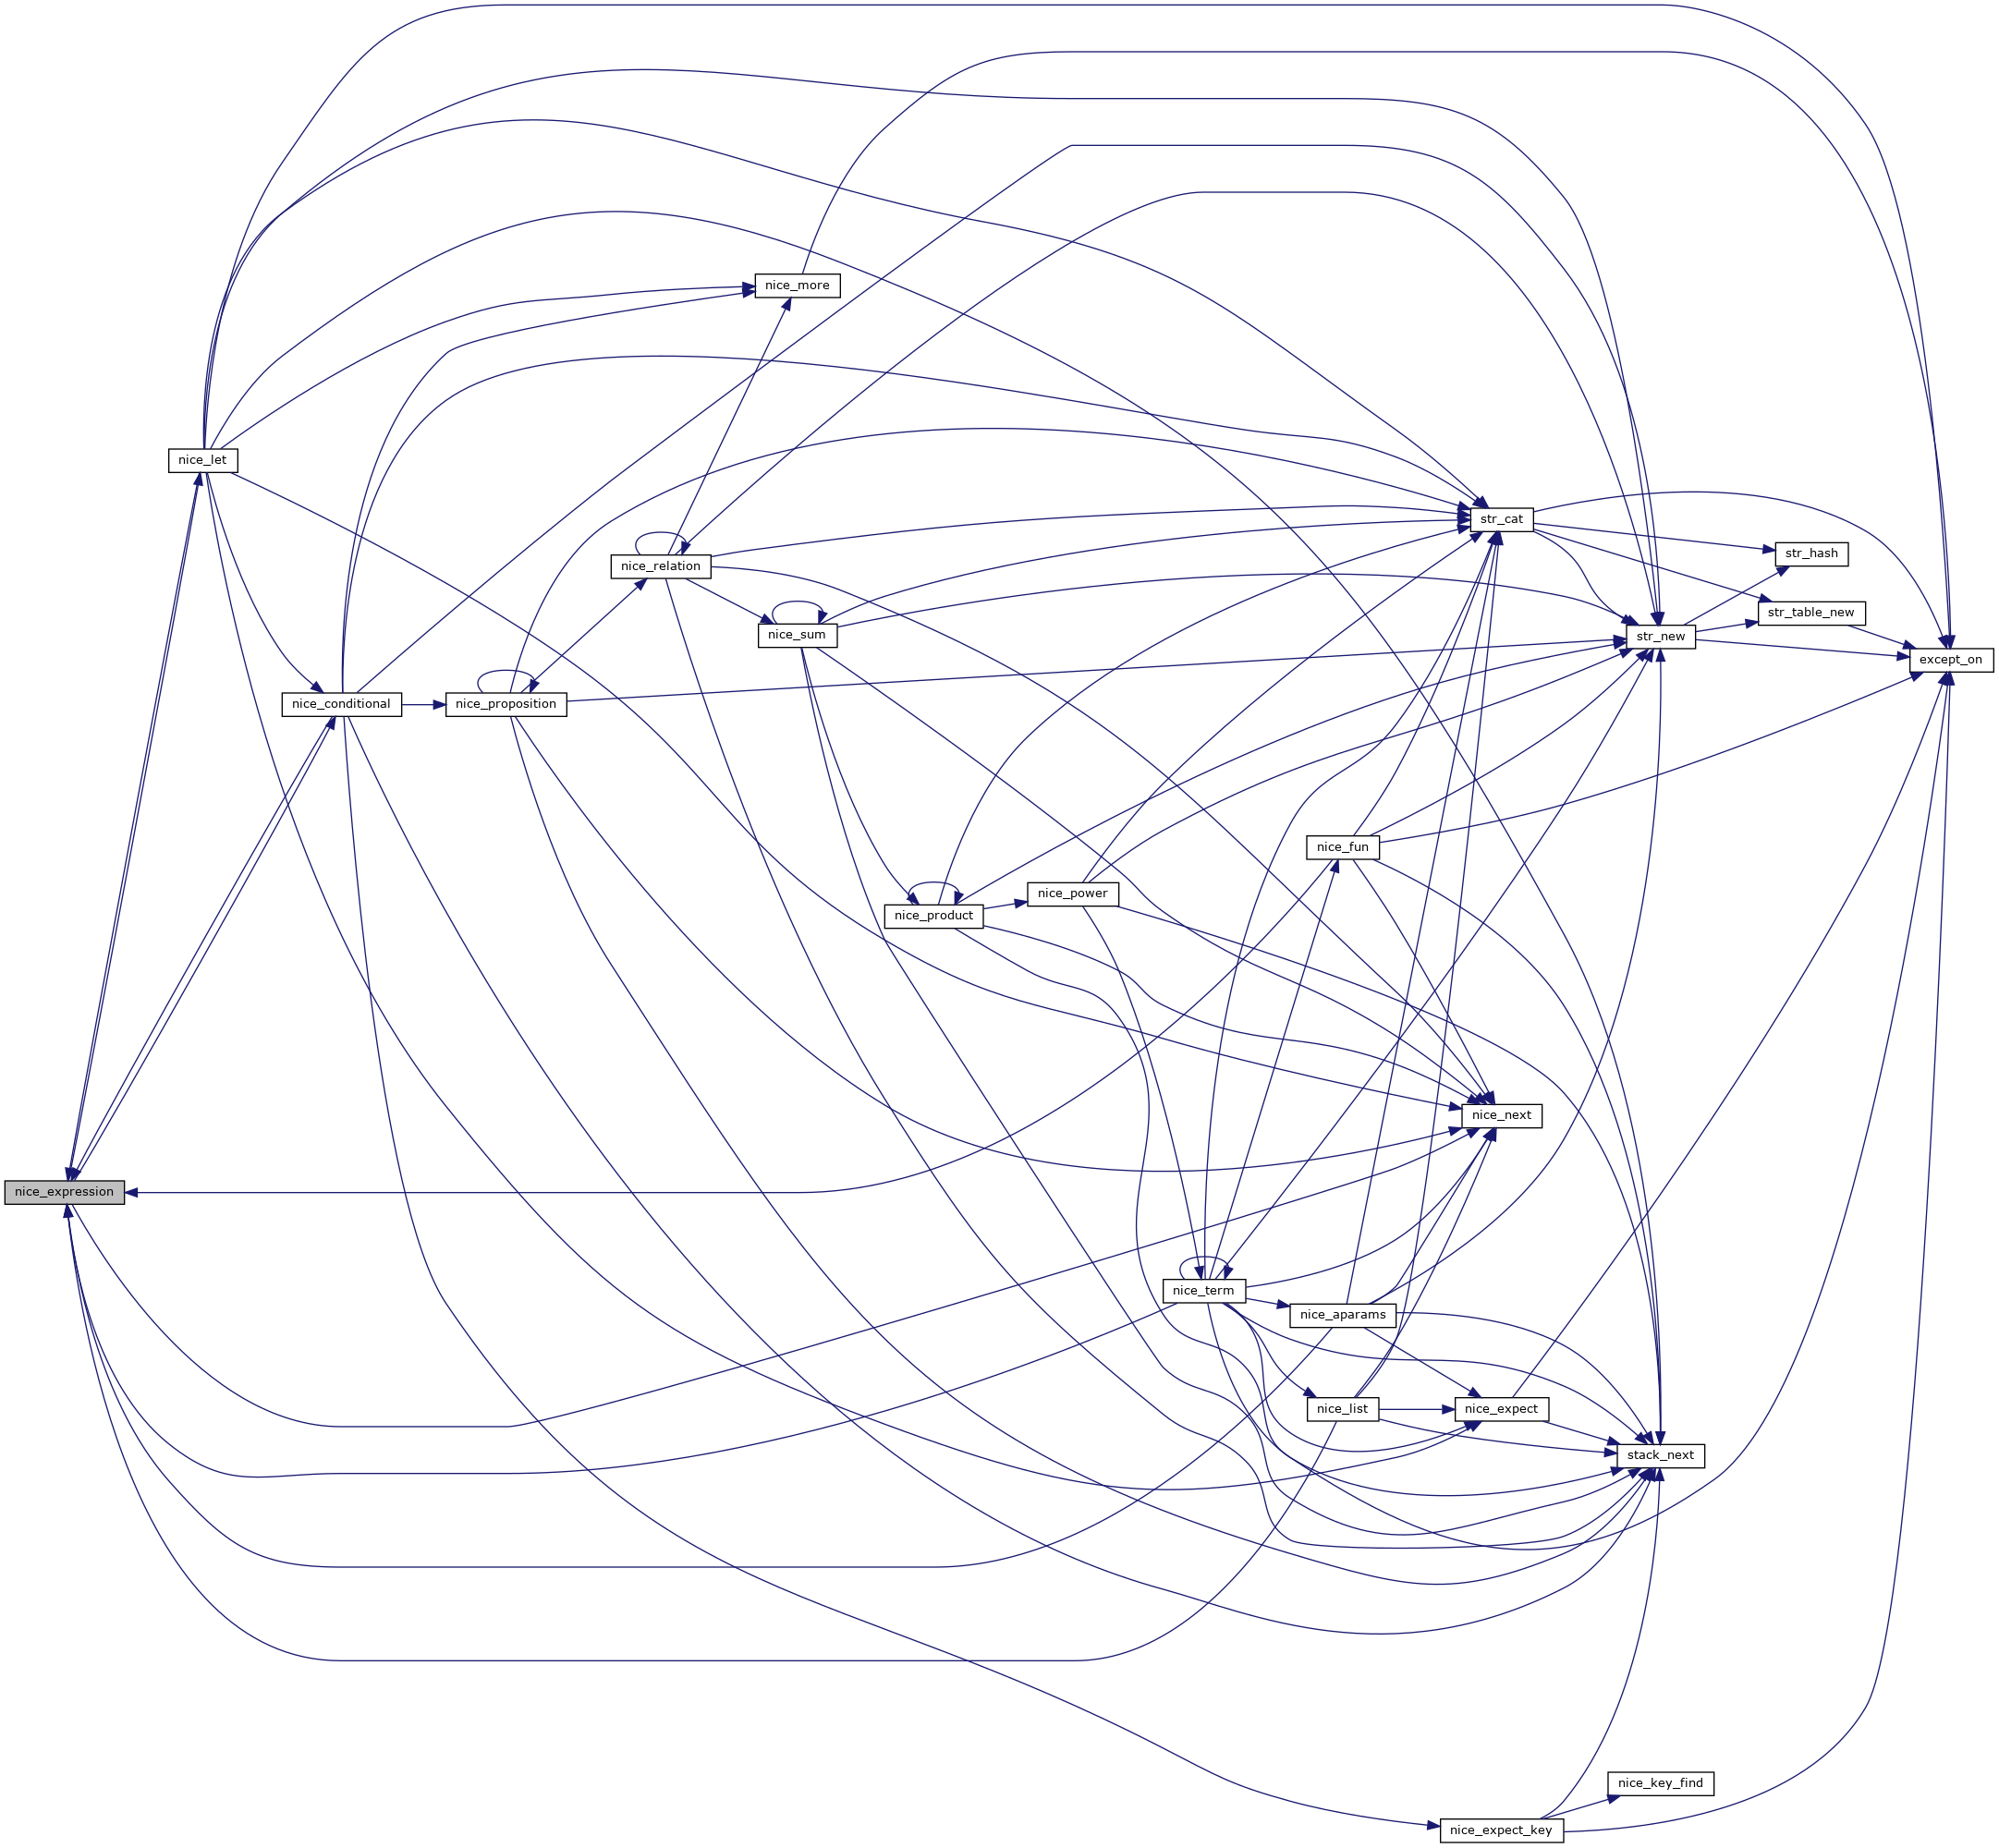 nice_more
nice_let
str_cat
str_hash
nice_relation
str_table_new
nice_sum
str_new
except_on
nice_conditional
nice_proposition
nice_fun
nice_power
nice_product
nice_next
nice_expression
nice_term
nice_aparams
nice_list
nice_expect
stack_next
nice_key_find
nice_expect_key